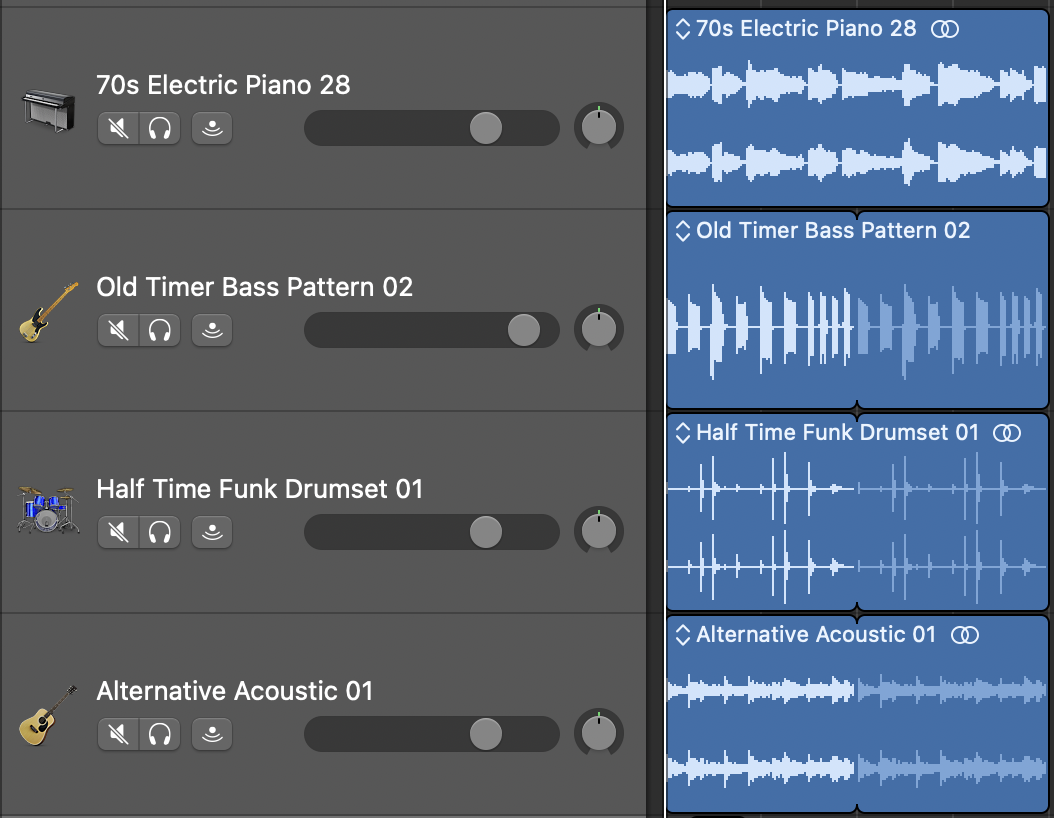 70s Electric Piano 28
70s Electric Piano 28
Old Timer Bass Pattern 02
Old Timer Bass Pattern 02
Half Time Funk Drumset 01
Half Time Funk Drumset 01
Alternative Acoustic 01
Alternative Acoustic 01